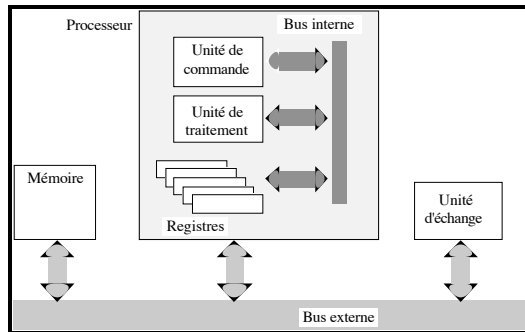 Processeur
Bus interne
Unité de
commande
Unité de
traitement
Mémoire
Registres
Unité
d'échange
Bus externe